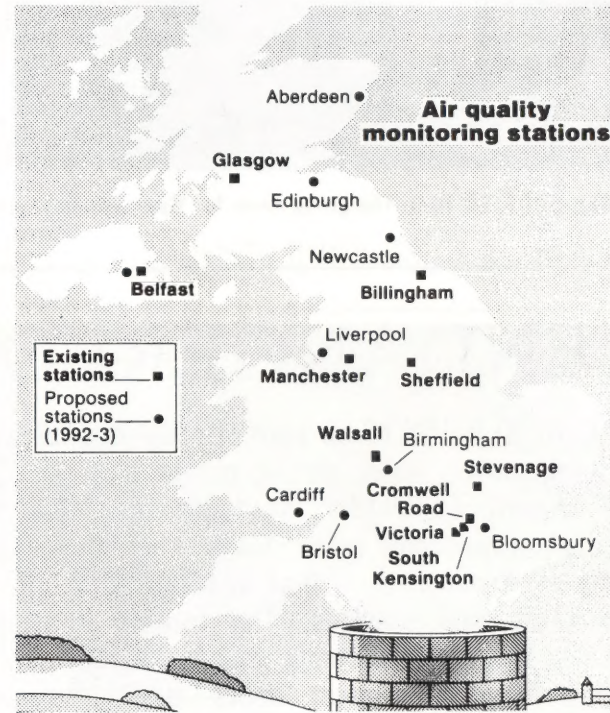 Air quality
monitoring stations
Aberdeen
Glasgow
Edinburgh
Newcastle
Belfast
Billingham
Liverpool
Manchester
Sheffield
Existing
stations
Proposed
stations
(1992-3)
Walsall
Birmingham
Stevenage
Cardiff
Cromwell
Road
Victoria
Bristol
South
Kensington
Bloomsbury